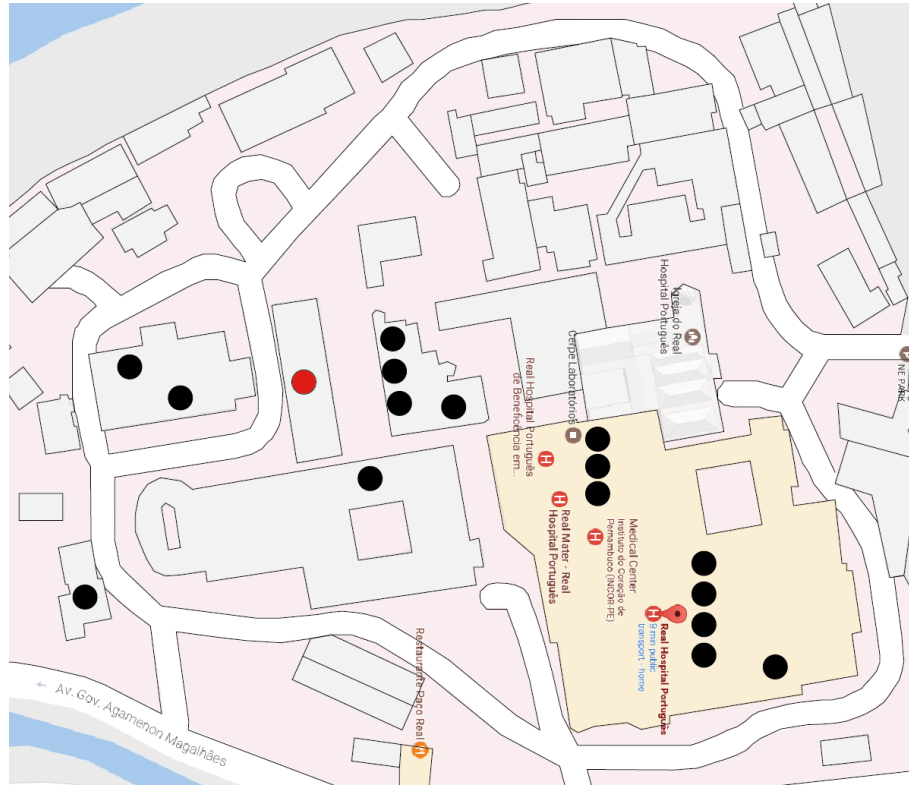 Igreja do Real
Hospital Português
NE PARK
Cerpe Laboratórios
Real Hospital Português
de Beneficência em...
Real Mater - Real
Hospital Português
Medical Center
Instituto do Coração de
Pernambuco (INCOR-PE)
Real Hospital Português
9 min public
transport - home
Restaurante Paço Real
← Av. Gov. Agamenon Magalhães